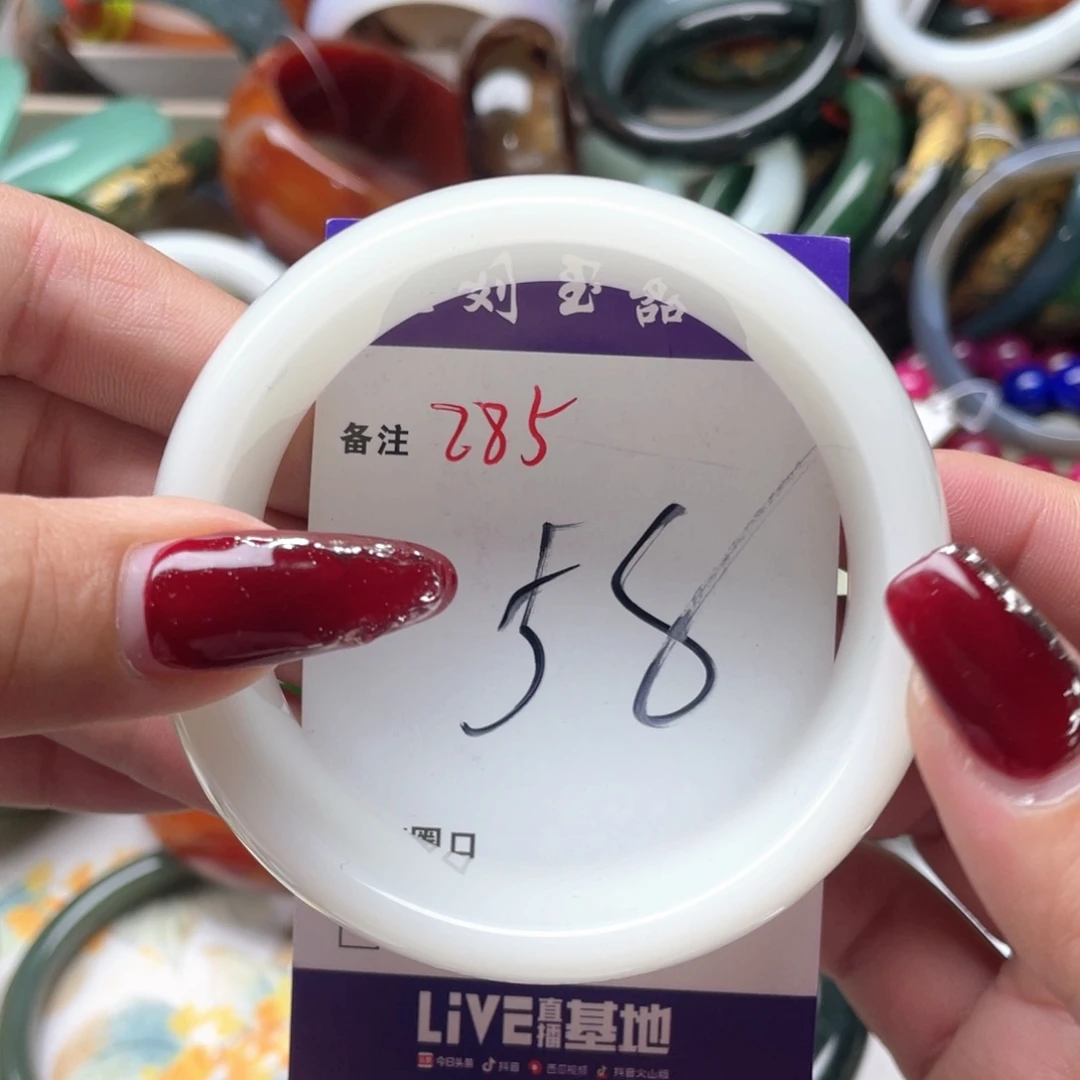 刘玉磊
备注 285
58
圈口
LiVE直播基地
今日头条 抖音 西瓜视频 抖音火山版